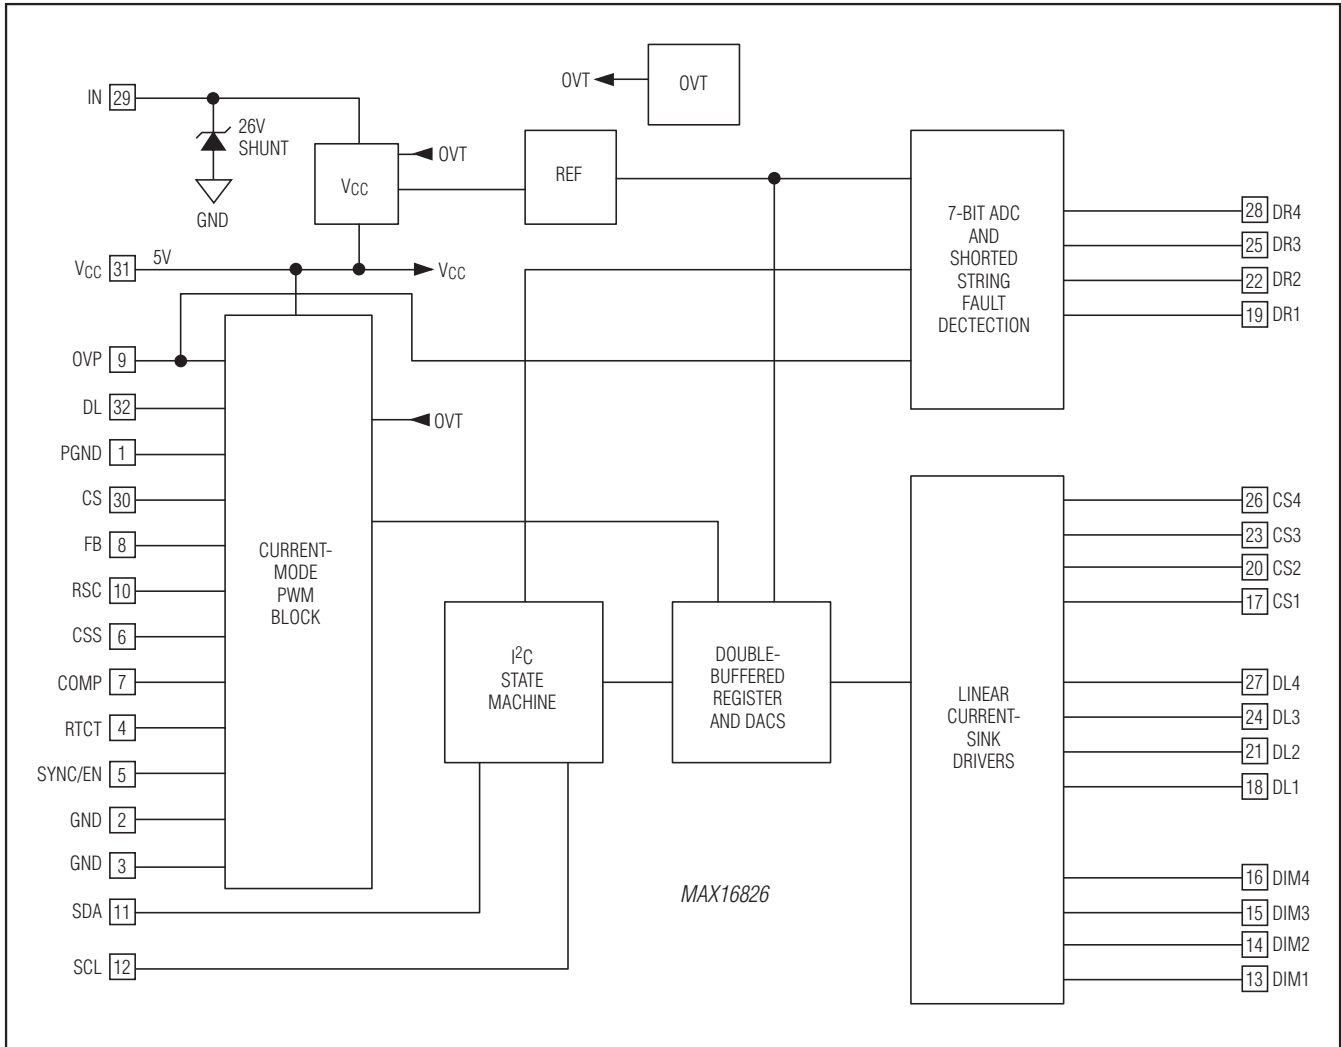 OVT
OVT
IN 29
26V
SHUNT
GND
OVT
VCC
REF
7-BIT ADC
AND
SHORTED
STRING
FAULT
DECTECTION
28 DR4
25 DR3
22 DR2
19 DR1
VCC 31
5V
VCC
OVP 9
DL 32
PGND 1
CS 30
FB 8
RSC 10
CSS 6
COMP 7
RTCT 4
SYNC/EN 5
GND 2
GND 3
SDA 11
SCL 12
OVT
CURRENT-
MODE
PWM
BLOCK
I2C
STATE
MACHINE
DOUBLE-
BUFFERED
REGISTER
AND DACS
LINEAR
CURRENT-
SINK
DRIVERS
26 CS4
23 CS3
20 CS2
17 CS1
27 DL4
24 DL3
21 DL2
18 DL1
16 DIM4
15 DIM3
14 DIM2
13 DIM1
MAX16826